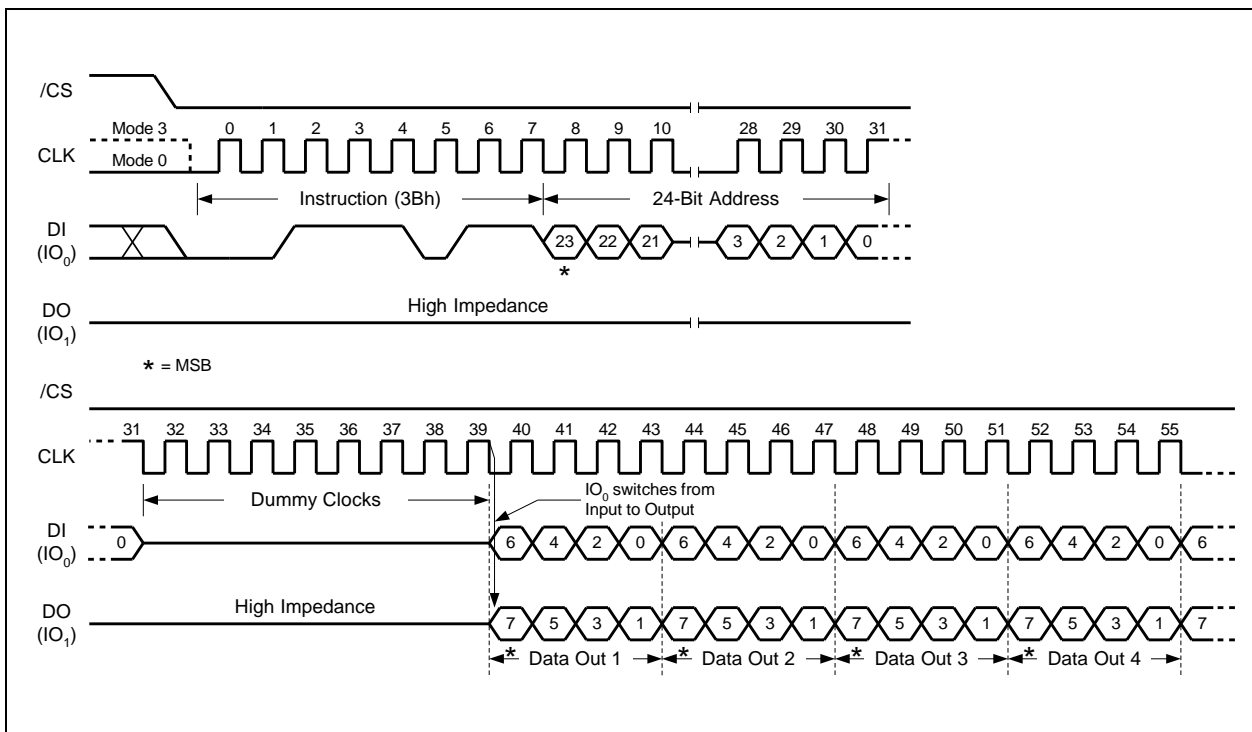 /CS
Mode 3 0 1 2 3 4 5 6 7 8 9 10 28 29 30 31
CLK
Mode 0
Instruction (3Bh) 24-Bit Address
DI
(IO0) 23 22 21 3 2 1 0
*
High Impedance
DO
(IO1)
* = MSB
/CS
31 32 33 34 35 36 37 38 39 40 41 42 43 44 45 46 47 48 49 50 51 52 53 54 55
CLK
Dummy Clocks
IO0 switches from
Input to Output
DI
(IO0) 0 6 4 2 0 6 4 2 0 6 4 2 0 6 4 2 0 6
High Impedance
DO
(IO1) 7 5 3 1 7 5 3 1 7 5 3 1 7 5 3 1 7
* Data Out 1 * Data Out 2 * Data Out 3 * Data Out 4